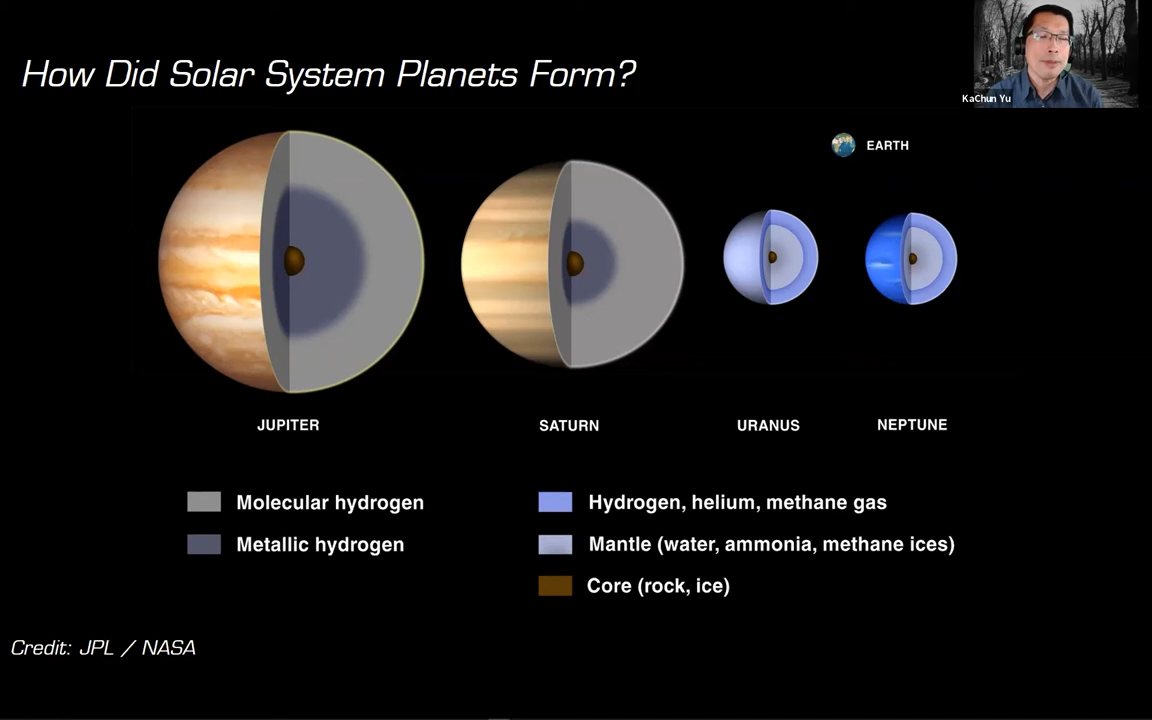 How Did Solar System Planets Form?
KaChun Yu
EARTH
JUPITER
SATURN
URANUS
NEPTUNE
Molecular hydrogen
Metallic hydrogen
Hydrogen, helium, methane gas
Mantle (water, ammonia, methane ices)
Core (rock, ice)
Credit: JPL / NASA